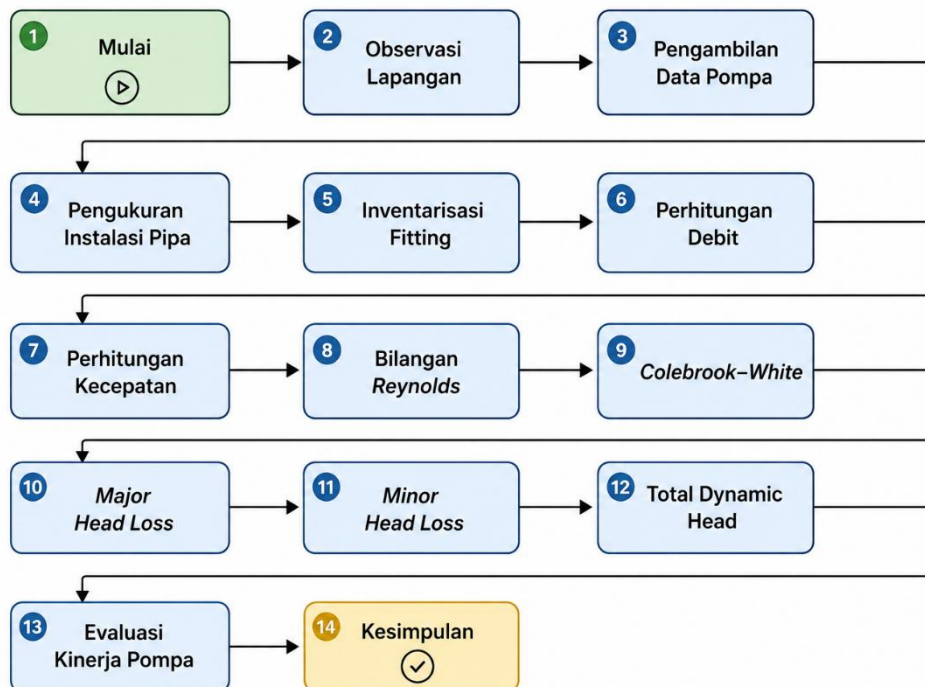 1
Mulai
2
Observasi
Lapangan
3
Pengambilan
Data Pompa
4
Pengukuran
Instalasi Pipa
5
Inventarisasi
Fitting
6
Perhitungan
Debit
7
Perhitungan
Kecepatan
8
Bilangan
Reynolds
9
Colebrook–White
10
Major
Head Loss
11
Minor
Head Loss
12
Total Dynamic
Head
13
Evaluasi
Kinerja Pompa
14
Kesimpulan